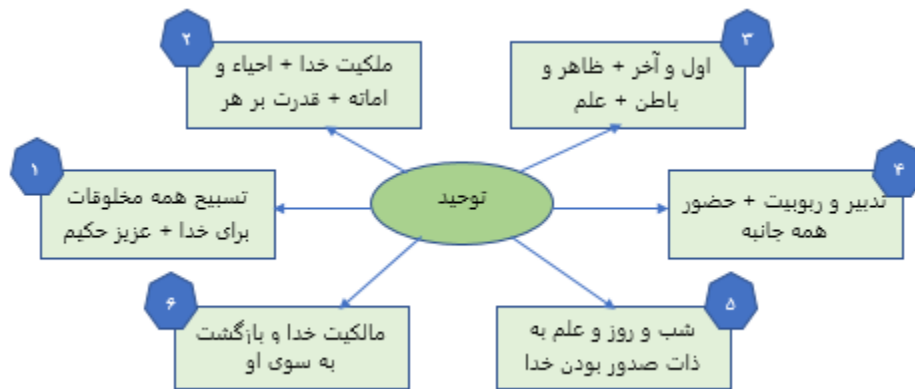 توحید
۱
تسبیح همه مخلوقات
برای خدا + عزیز حکیم
۲
ملکیت خدا + احیاء و
اماته + قدرت بر هر
۳
اول و آخر + ظاهر و
باطن + علم
۴
تدبیر و ربوبیت + حضور
همه جانبه
۵
شب و روز و علم به
ذات صدور بودن خدا
۶
مالکیت خدا و بازگشت
به سوی او